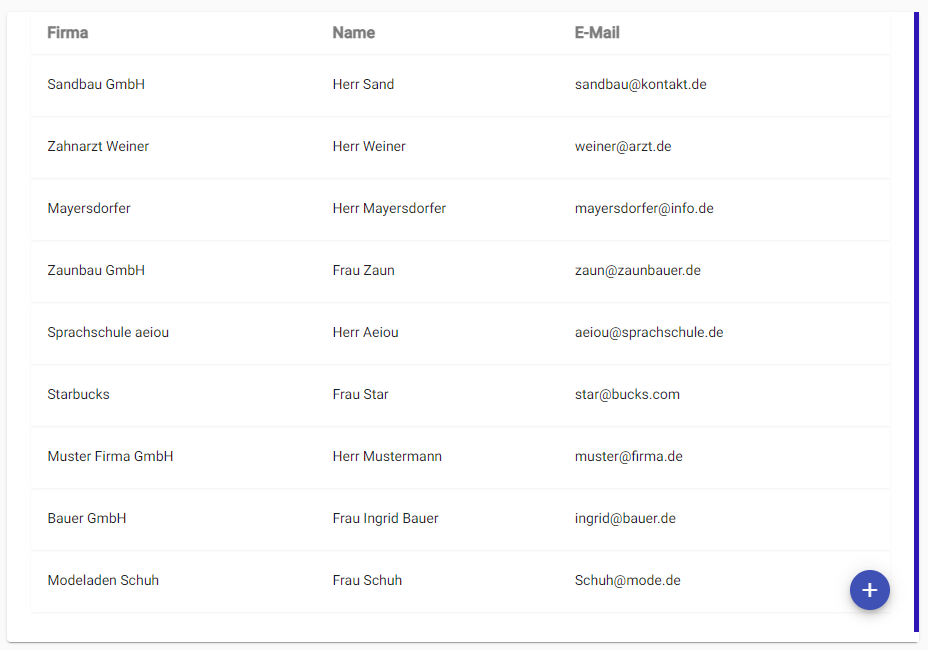 Firma Name E-Mail
Sandbau GmbH Herr Sand sandbau@kontakt.de
Zahnarzt Weiner Herr Weiner weiner@arzt.de
Mayersdorfer Herr Mayersdorfer mayersdorfer@info.de
Zaunbau GmbH Frau Zaun zaun@zaunbauer.de
Sprachschule aeiou Herr Aeiou aeiou@sprachschule.de
Starbucks Frau Star star@bucks.com
Muster Firma GmbH Herr Mustermann muster@firma.de
Bauer GmbH Frau Ingrid Bauer ingrid@bauer.de
Modeladen Schuh Frau Schuh Schuh@mode.de
+